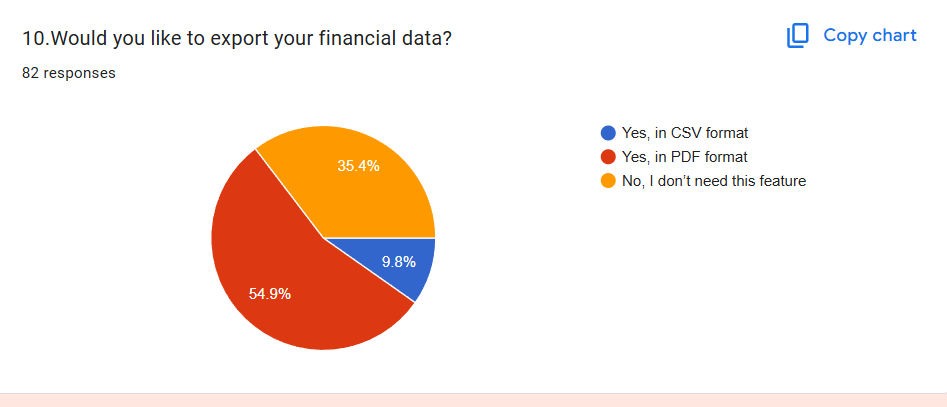 10.Would you like to export your financial data?
Copy chart
82 responses
Yes, in CSV format
Yes, in PDF format
No, I don’t need this feature
35.4%
9.8%
54.9%